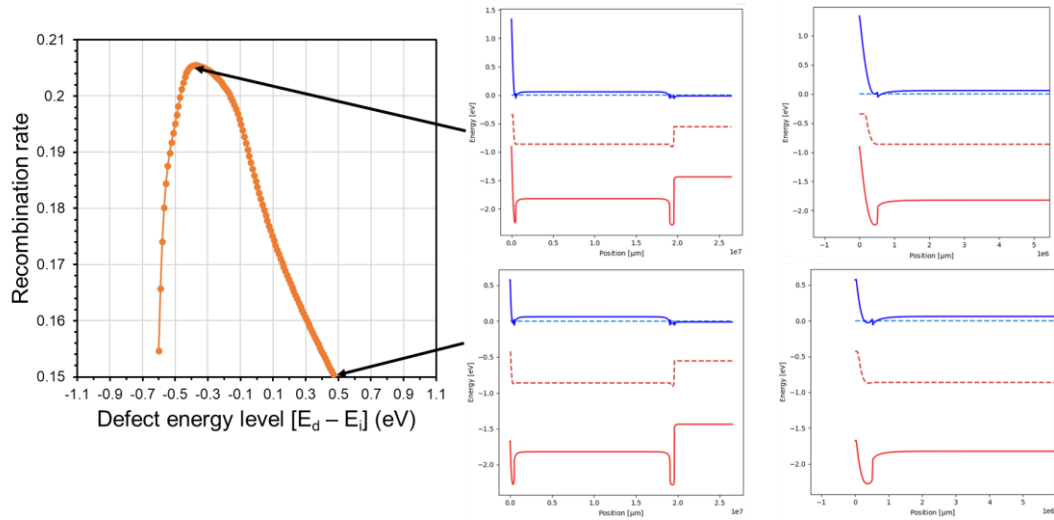 0.21
0.2
0.19
0.18
0.17
0.16
0.15
-1.1 -0.9 -0.7 -0.5 -0.3 -0.1 0.1 0.3 0.5 0.7 0.9 1.1
Recombination rate
Defect energy level [E_d – E_i] (eV)
1.5
1.0
0.5
0.0
−0.5
−1.0
−1.5
−2.0
Energy [eV]
0.0 0.5 1.0 1.5 2.0 2.5
Position [μm]
1e7
1.0
0.5
0.0
−0.5
−1.0
−1.5
−2.0
Energy [eV]
−1 0 1 2 3 4 5
Position [μm]
1e6
0.5
0.0
−0.5
−1.0
−1.5
−2.0
Energy [eV]
0.0 0.5 1.0 1.5 2.0 2.5
Position [μm]
1e7
0.5
0.0
−0.5
−1.0
−1.5
−2.0
Energy [eV]
−1 0 1 2 3 4 5 6
Position [μm]
1e6